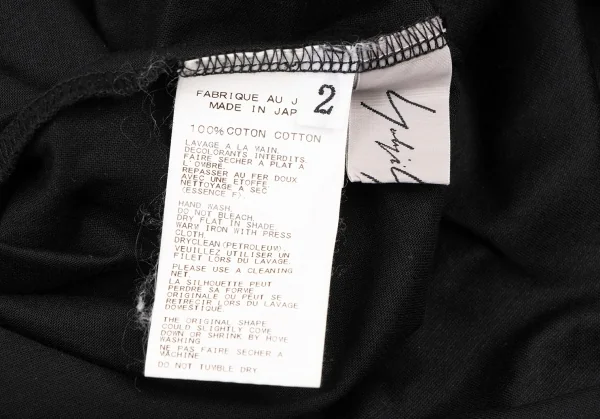 FABRIQUE AU J
MADE IN JAP
2
100%COTON COTTON
LAVAGE A LA MAIN.
DECOLORANTS INTERDITS.
FAIRE SECHER A PLAT A
L'OMBRE.
REPASSER AU FER DOUX
AVEC UNE ETOFFE
NETTOYAGE A SEC
(ESSENCE F).
HAND WASH.
DO NOT BLEACH.
DRY FLAT IN SHADE.
WARM IRON WITH PRESS
CLOTH.
DRYCLEAN(PETROLEUM).
VEUILLEZ UTILISER UN
FILET LORS DU LAVAGE.
PLEASE USE A CLEANING
NET.
LA SILHOUETTE PEUT
PERDRE SA FORME
ORIGINALE OU PEUT SE
RETRECIR LORS DU LAVAGE
DOMESTIQUE.
THE ORIGINAL SHAPE
COULD SLIGHTLY COME
DOWN OR SHRINK BY HOME
WASHING
NE PAS FAIRE SECHER A
MACHINE
DO NOT TUMBLE DRY